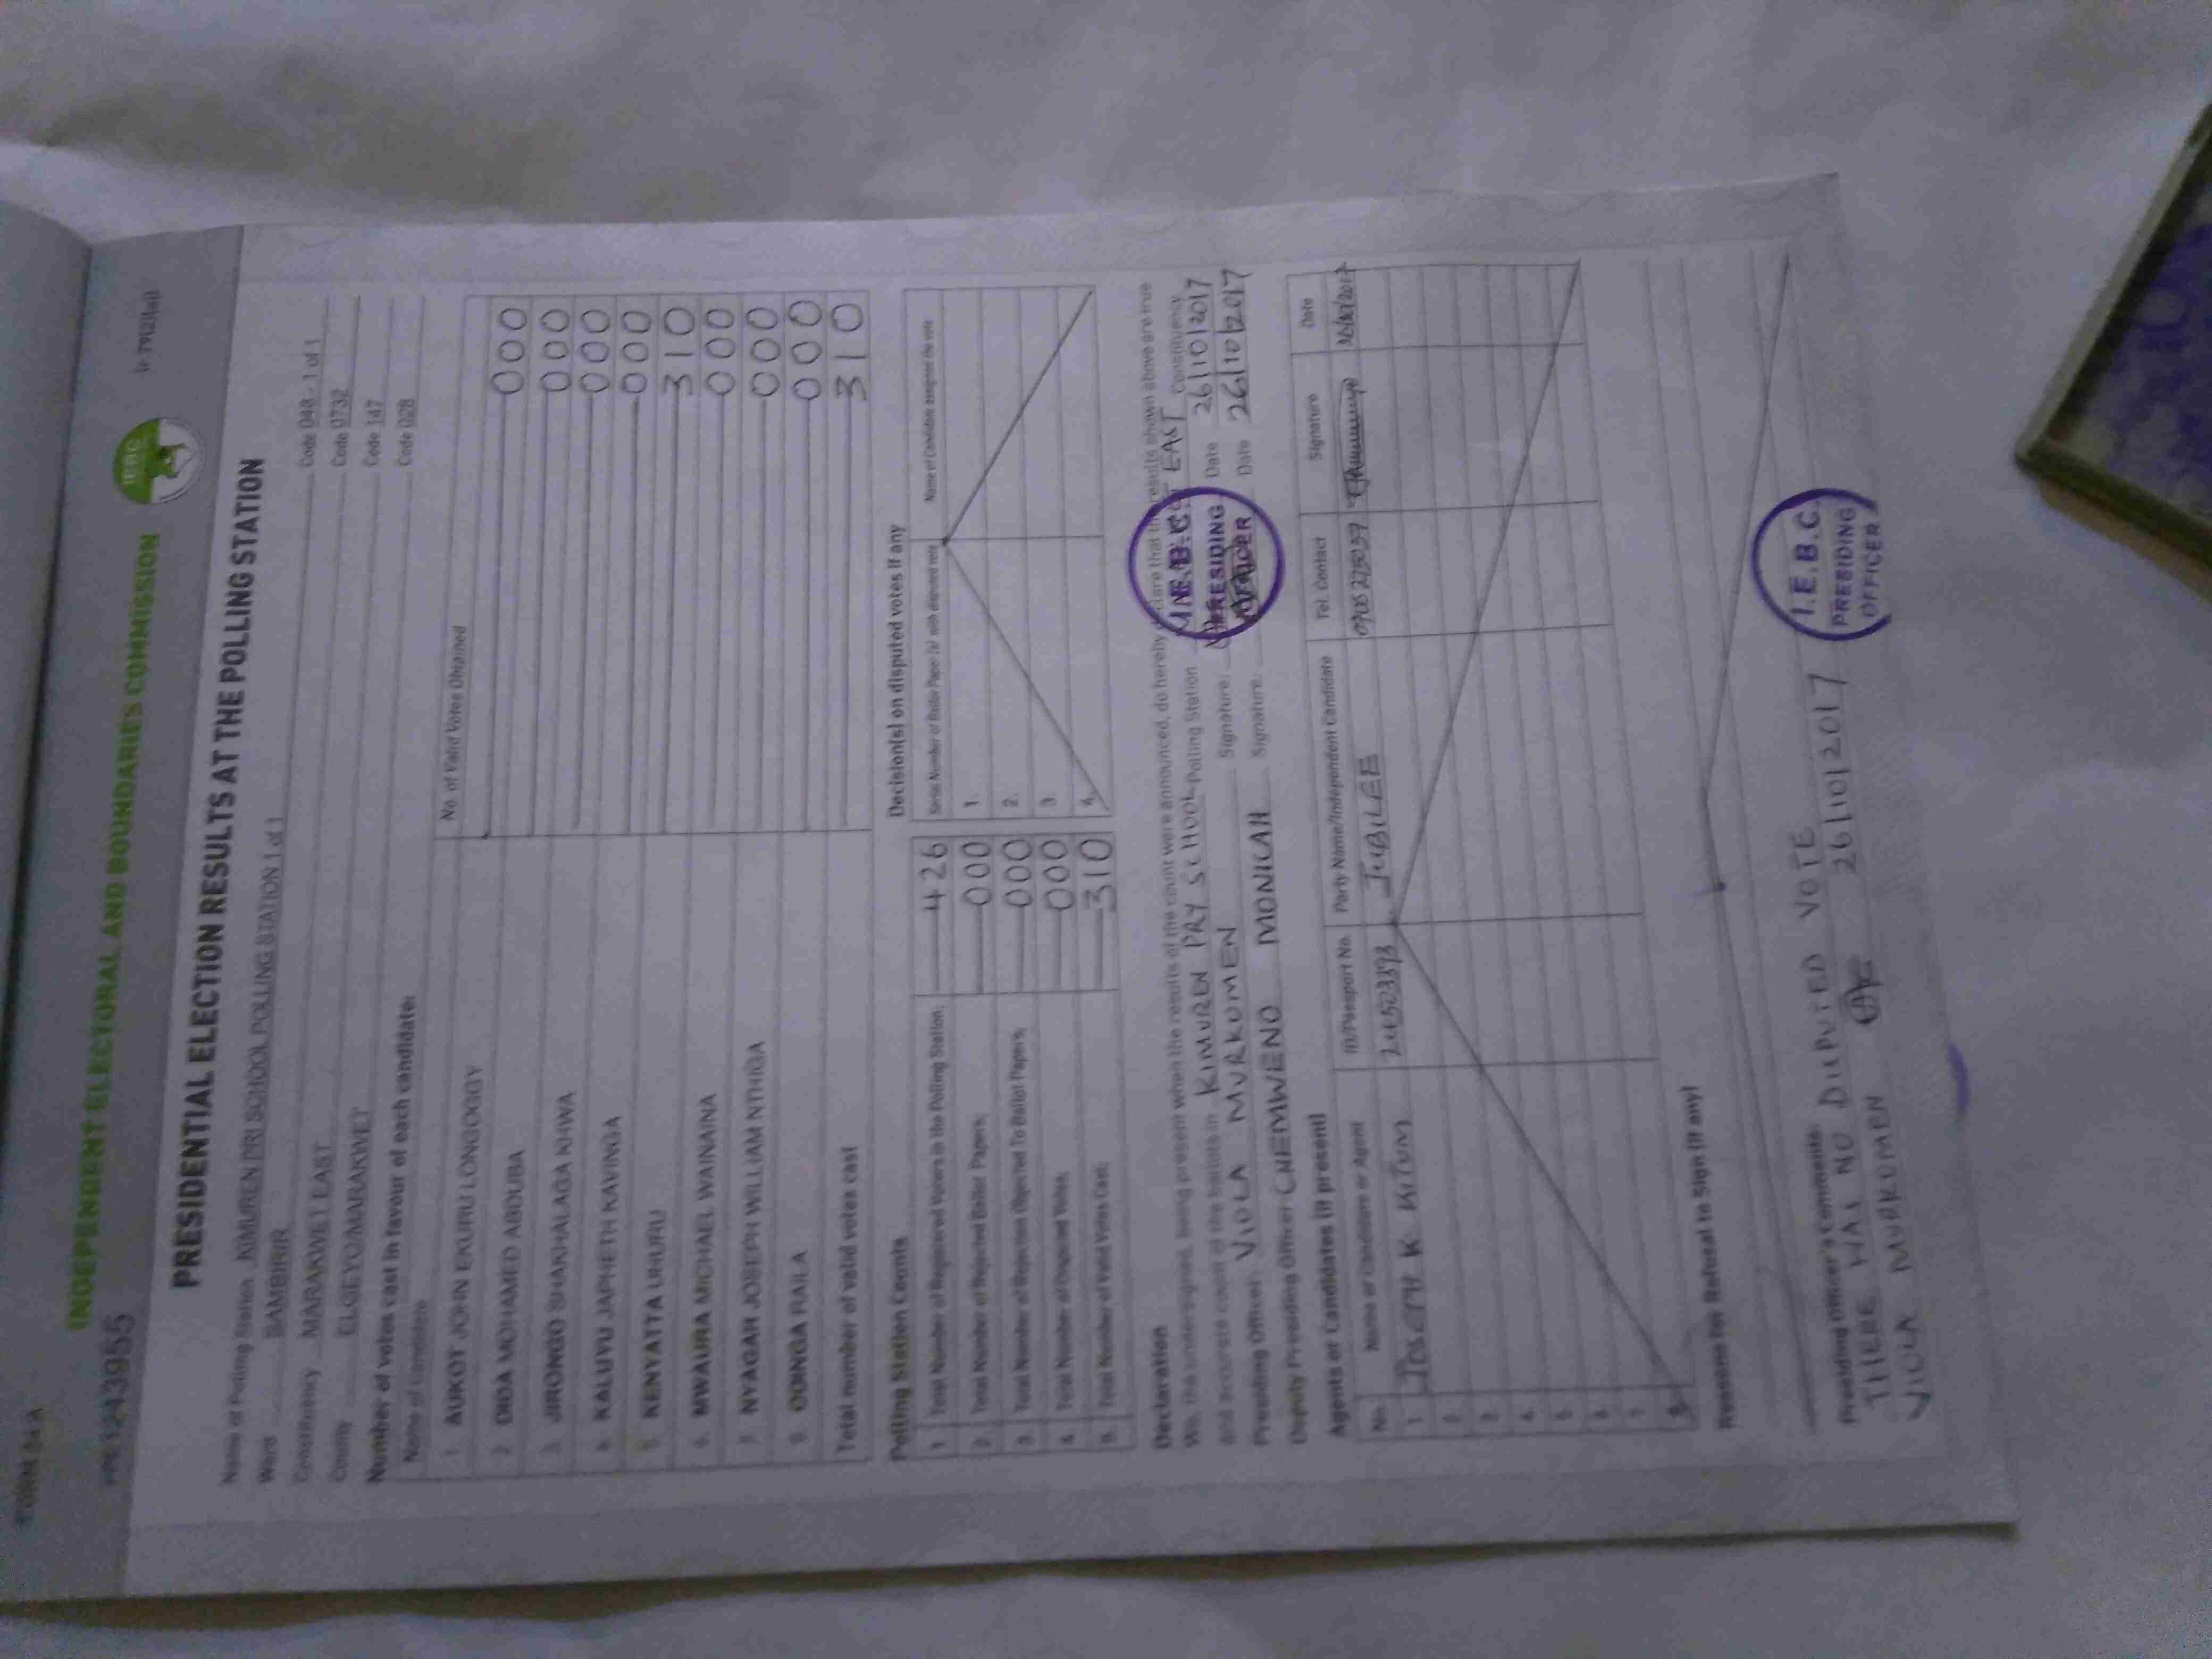 FORM 34A
INDEPENDENT ELECTORAL AND BOUNDARIES COMMISSION
IEBC
PRESIDENTIAL ELECTION RESULTS AT THE POLLING STATION
Name of Polling Station KIMUREN PRI SCHOOL POLLING STATION 1 of 1 Code 048 - 1 of 1
Ward SAMBIRIR Code 0732
Constituency MARAKWET EAST Code 147
County ELGEYO/MARAKWET Code 028
Number of votes cast in favour of each candidate:
Name of Candidate No. of Valid Votes Obtained
1 AUKOT JOHN EKURU LONGOGGY 000
2 DIDA MOHAMED ABDUBA 000
3 JIRONGO SHAKHALAGA KHWA 000
4 KALUYU JAPHETH KAVINGA 000
5 KENYATTA UHURU 310
6 MWAURA MICHAEL WAINAINA 000
7 NYAGAH JOSEPH WILLIAM NTHIGA 000
8 ODINGA RAILA 000
Total number of valid votes cast 310
Polling Station Counts
1. Total Number of Registered Voters in the Polling Station 426
2. Total Number of Rejected Ballot Papers 000
3. Total Number of Rejection Objected To Ballot Papers 000
4. Total Number of Disputed Votes 000
5. Total Number of Valid Votes Cast 310
Decision(s) on disputed votes if any
Serial Number of Ballot Paper (s) with disputed vote Name of Candidate assigned the vote
1.
2.
3.
4.
Declaration
We, the undersigned, being present when the results of the count were announced, do hereby declare that the results shown above are true
and accurate count of the ballots in KIMUREN PRY SCHOOL Polling Station EAST Constituency
Presiding Officer: VIOLA MURKOMEN Signature: Date 26/10/2017
Deputy Presiding Officer CHEMWENO MONICAH Signature: Date 26/10/2017
PRESIDING
Agents or Candidates (if present)
No. Name of Candidate or Agent ID/Passport No. Party Name/Independent Candidate Tel. Contact Signature Date
1 JOSEPH K KITUM 24523373 JUBILEE
2
3
4
5
6
7
8
Reasons for Refusal to Sign (if any)
Presiding Officer's Comments:
THERE WAS NO DISPUTED VOTE
VIOLA MURKOMEN 26/10/2017
I.E.B.C.
PRESIDING
OFFICER